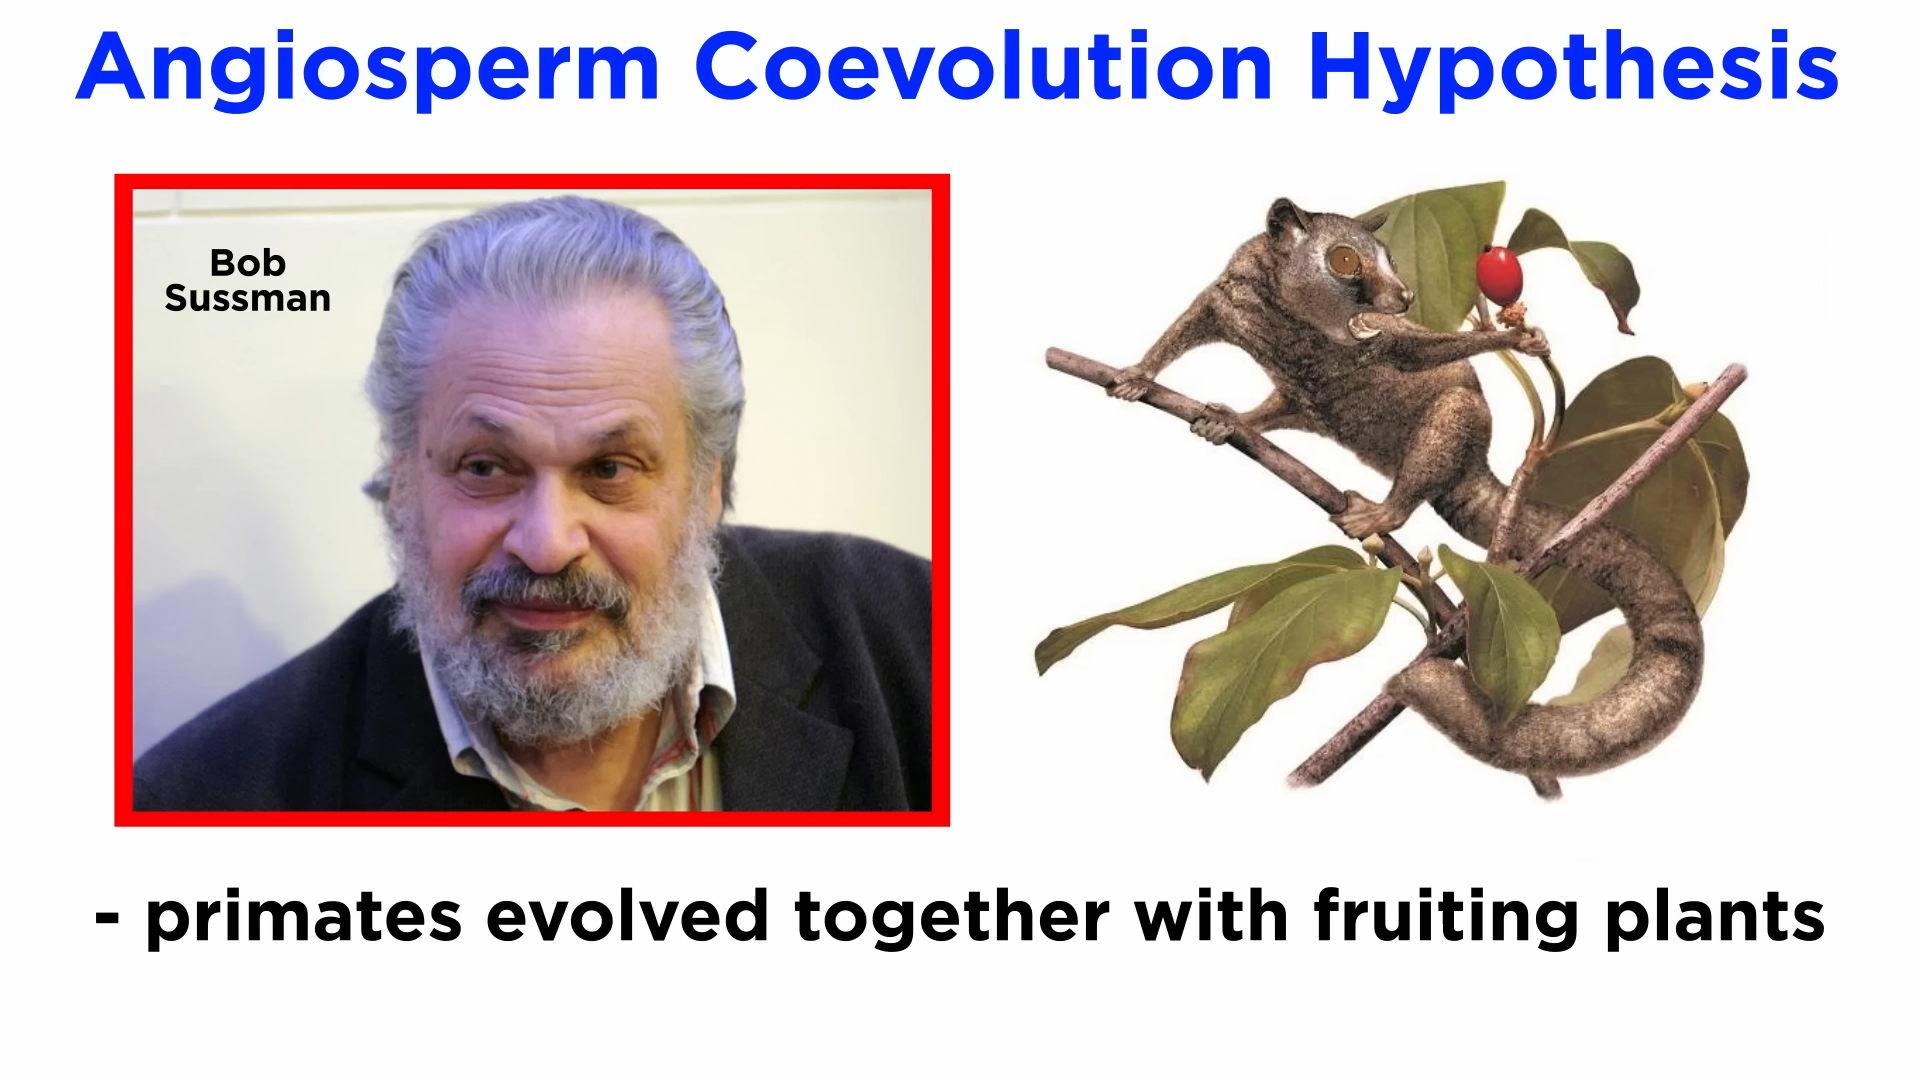 Angiosperm Coevolution Hypothesis
Bob
Sussman
- primates evolved together with fruiting plants